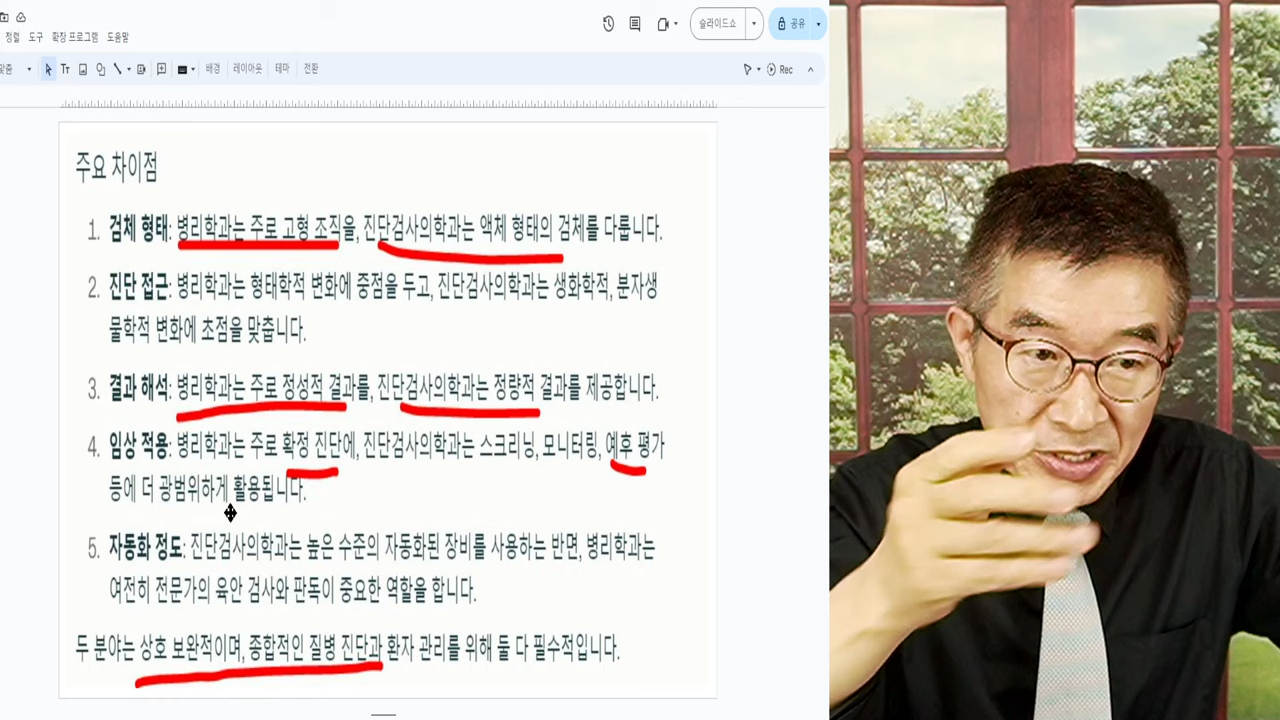 정렬 도구 확장 프로그램 도움말
슬라이드쇼
공유
배경 레이아웃 테마 전환
Rec
주요 차이점
1. 검체 형태: 병리학과는 주로 고형 조직을, 진단검사의학과는 액체 형태의 검체를 다룹니다.
2. 진단 접근: 병리학과는 형태학적 변화에 중점을 두고, 진단검사의학과는 생화학적, 분자생
물학적 변화에 초점을 맞춥니다.
3. 결과 해석: 병리학과는 주로 정성적 결과를, 진단검사의학과는 정량적 결과를 제공합니다.
4. 임상 적용: 병리학과는 주로 확정 진단에, 진단검사의학과는 스크리닝, 모니터링, 예후 평가
등에 더 광범위하게 활용됩니다.
5. 자동화 정도: 진단검사의학과는 높은 수준의 자동화된 장비를 사용하는 반면, 병리학과는
여전히 전문가의 육안 검사와 판독이 중요한 역할을 합니다.
두 분야는 상호 보완적이며, 종합적인 질병 진단과 환자 관리를 위해 둘 다 필수적입니다.